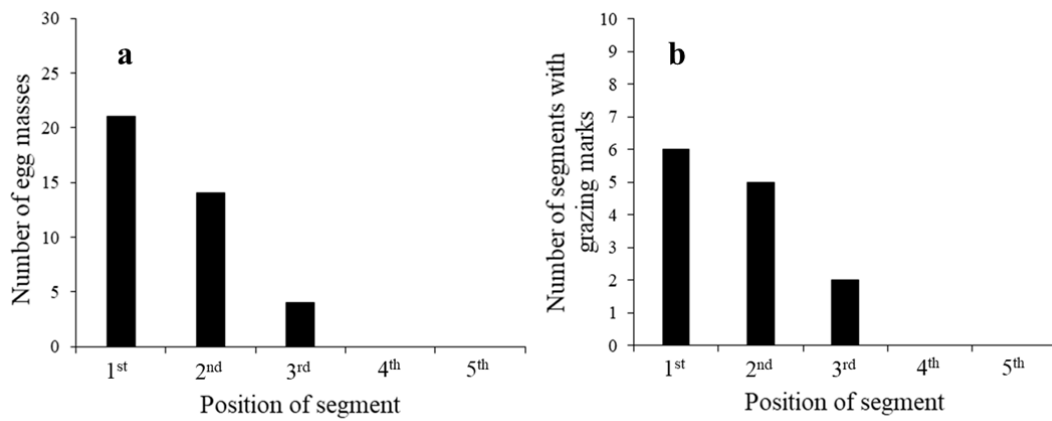 a
Number of egg masses
30
25
20
15
10
5
0
1st
2nd
3rd
4th
5th
Position of segment
b
Number of segments with
grazing marks
10
9
8
7
6
5
4
3
2
1
0
1st
2nd
3rd
4th
5th
Position of segment